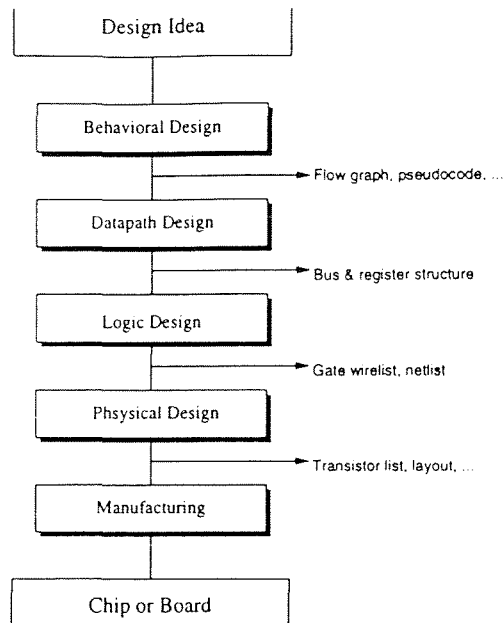 Design Idea
Behavioral Design
Flow graph, pseudocode, ...
Datapath Design
Bus & register structure
Logic Design
Gate wirelist, netlist
Phsysical Design
Transistor list, layout, ...
Manufacturing
Chip or Board